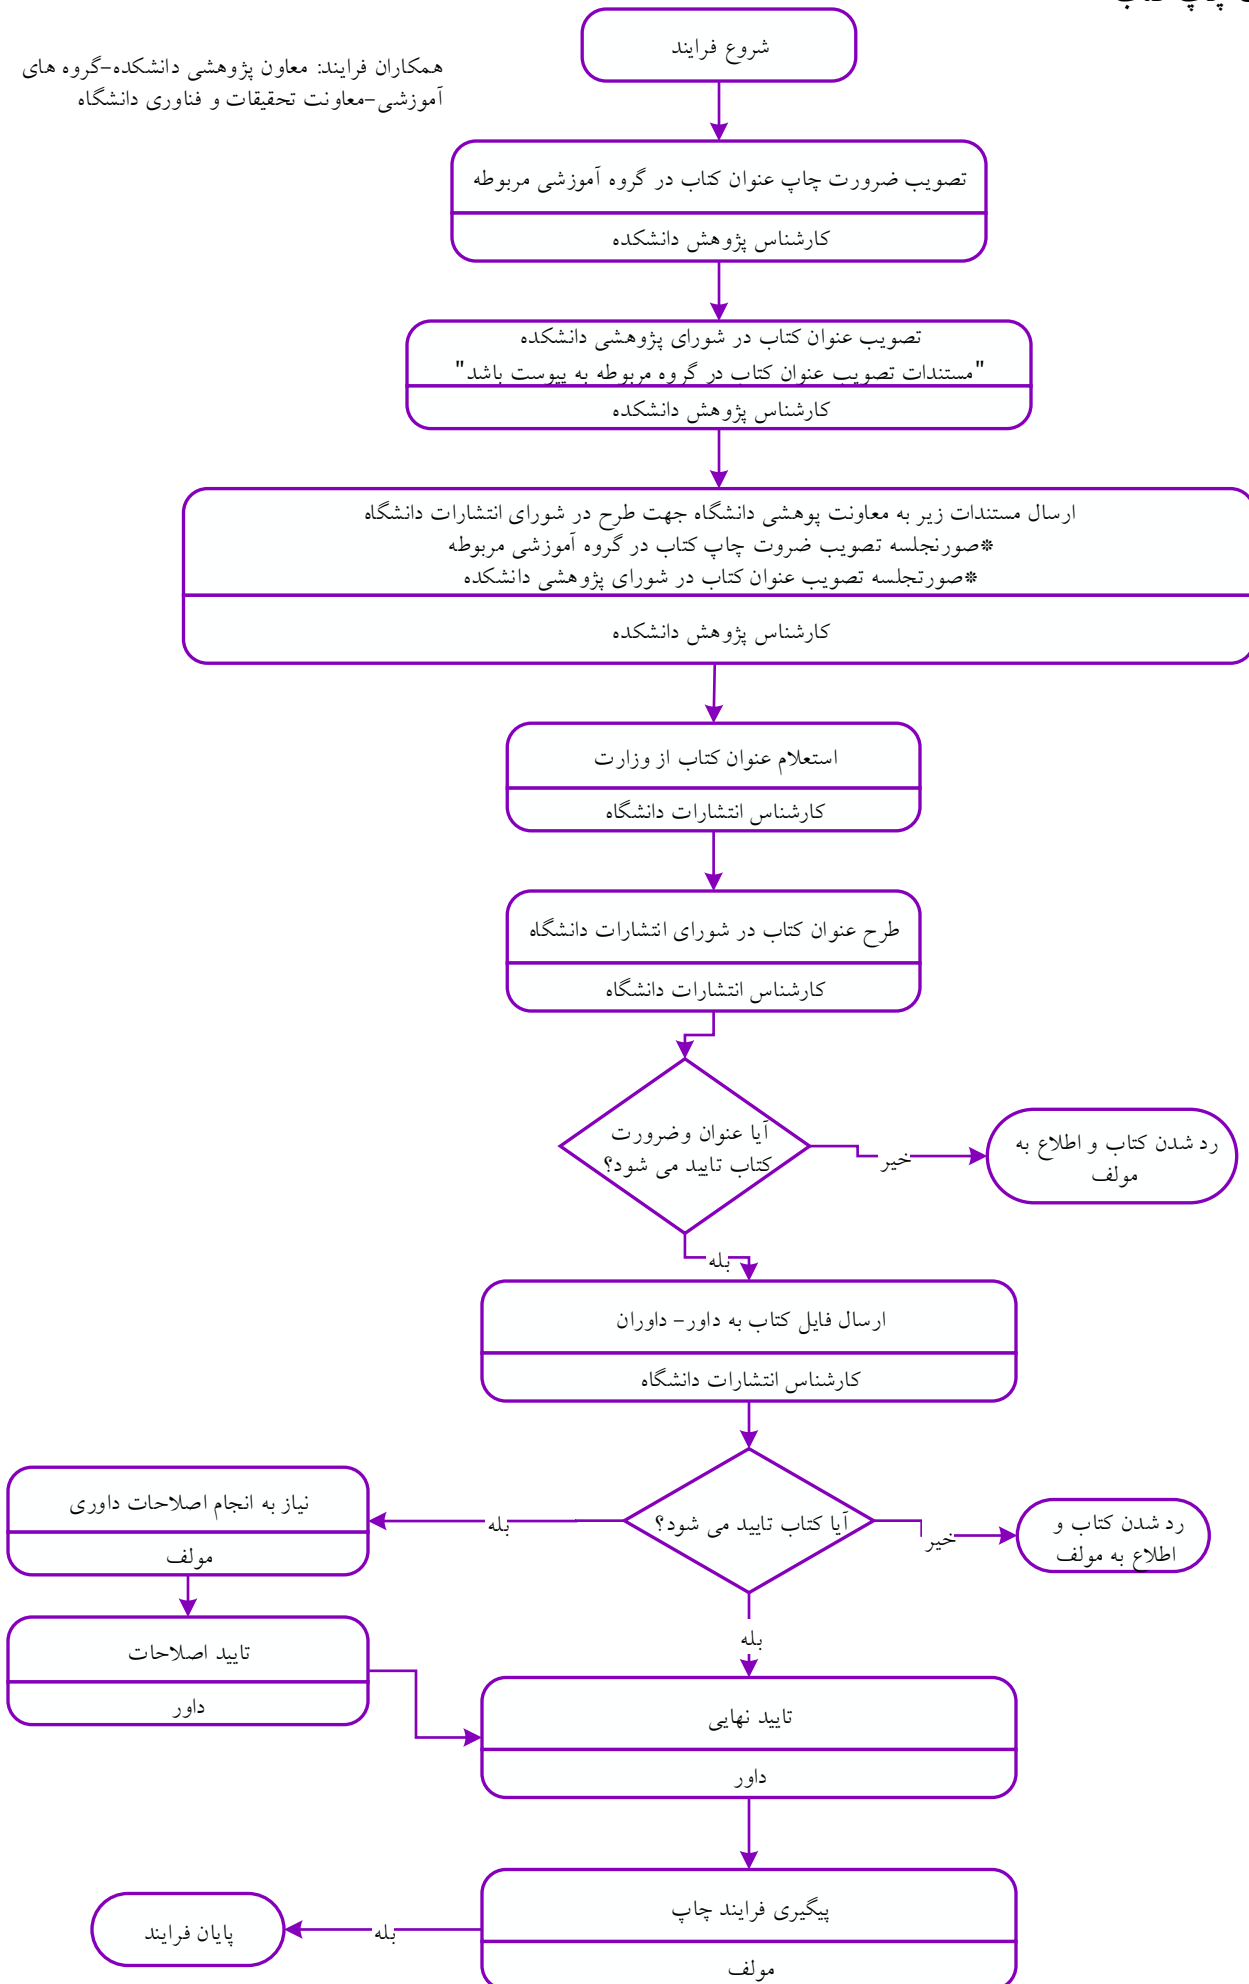 شروع فرایند
همکاران فرایند: معاون پژوهشی دانشکده-گروه های
آموزشی-معاونت تحقیقات و فناوری دانشگاه
تصویب ضرورت چاپ عنوان کتاب در گروه آموزشی مربوطه
کارشناس پژوهش دانشکده
تصویب عنوان کتاب در شورای پژوهشی دانشکده
"مستندات تصویب عنوان کتاب در گروه مربوطه به پیوست باشد"
کارشناس پژوهش دانشکده
ارسال مستندات زیر به معاونت پوهشی دانشگاه جهت طرح در شورای انتشارات دانشگاه
*صورنجلسه تصویب ضروت چاپ کتاب در گروه آموزشی مربوطه
*صورتجلسه تصویب عنوان کتاب در شورای پژوهشی دانشکده
کارشناس پژوهش دانشکده
استعلام عنوان کتاب از وزارت
کارشناس انتشارات دانشگاه
طرح عنوان کتاب در شورای انتشارات دانشگاه
کارشناس انتشارات دانشگاه
آیا عنوان وضرورت
کتاب تایید می شود؟
خیر
رد شدن کتاب و اطلاع به
مولف
بله
ارسال فایل کتاب به داور- داوران
کارشناس انتشارات دانشگاه
آیا کتاب تایید می شود؟
خیر
رد شدن کتاب و
اطلاع به مولف
بله
نیاز به انجام اصلاحات داوری
مولف
تایید اصلاحات
داور
بله
تایید نهایی
داور
پیگیری فرایند چاپ
مولف
بله
پایان فرایند